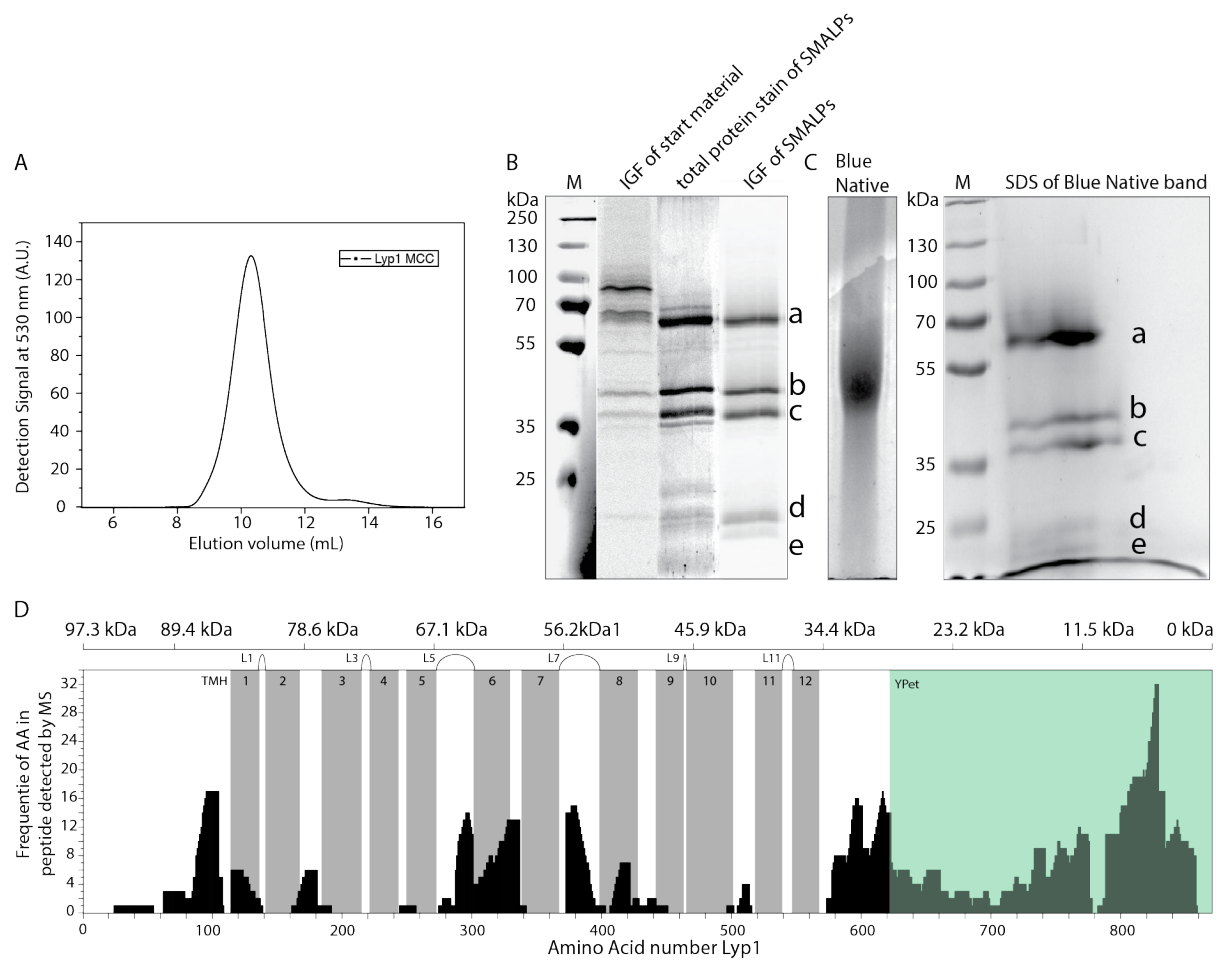 A
Detection Signal at 530 nm (A.U.)
140
120
100
80
60
40
20
0
Lyp1 MCC
6 8 10 12 14 16
Elution volume (mL)
B
IGF of start material
total protein stain of SMALPs
IGF of SMALPs
M
kDa
250
130
100
70
55
35
25
a
b
c
d
e
C
Blue
Native
M
SDS of Blue Native band
kDa
130
100
70
55
35
25
a
b
c
d
e
D
97.3 kDa 89.4 kDa 78.6 kDa 67.1 kDa 56.2kDa1 45.9 kDa 34.4 kDa 23.2 kDa 11.5 kDa 0 kDa
L1 L3 L5 L7 L9 L11
TMH 1 2 3 4 5 6 7 8 9 10 11 12 YPet
Frequentie of AA in
peptide detected by MS
32
28
24
20
16
12
8
4
0
0 100 200 300 400 500 600 700 800
Amino Acid number Lyp1